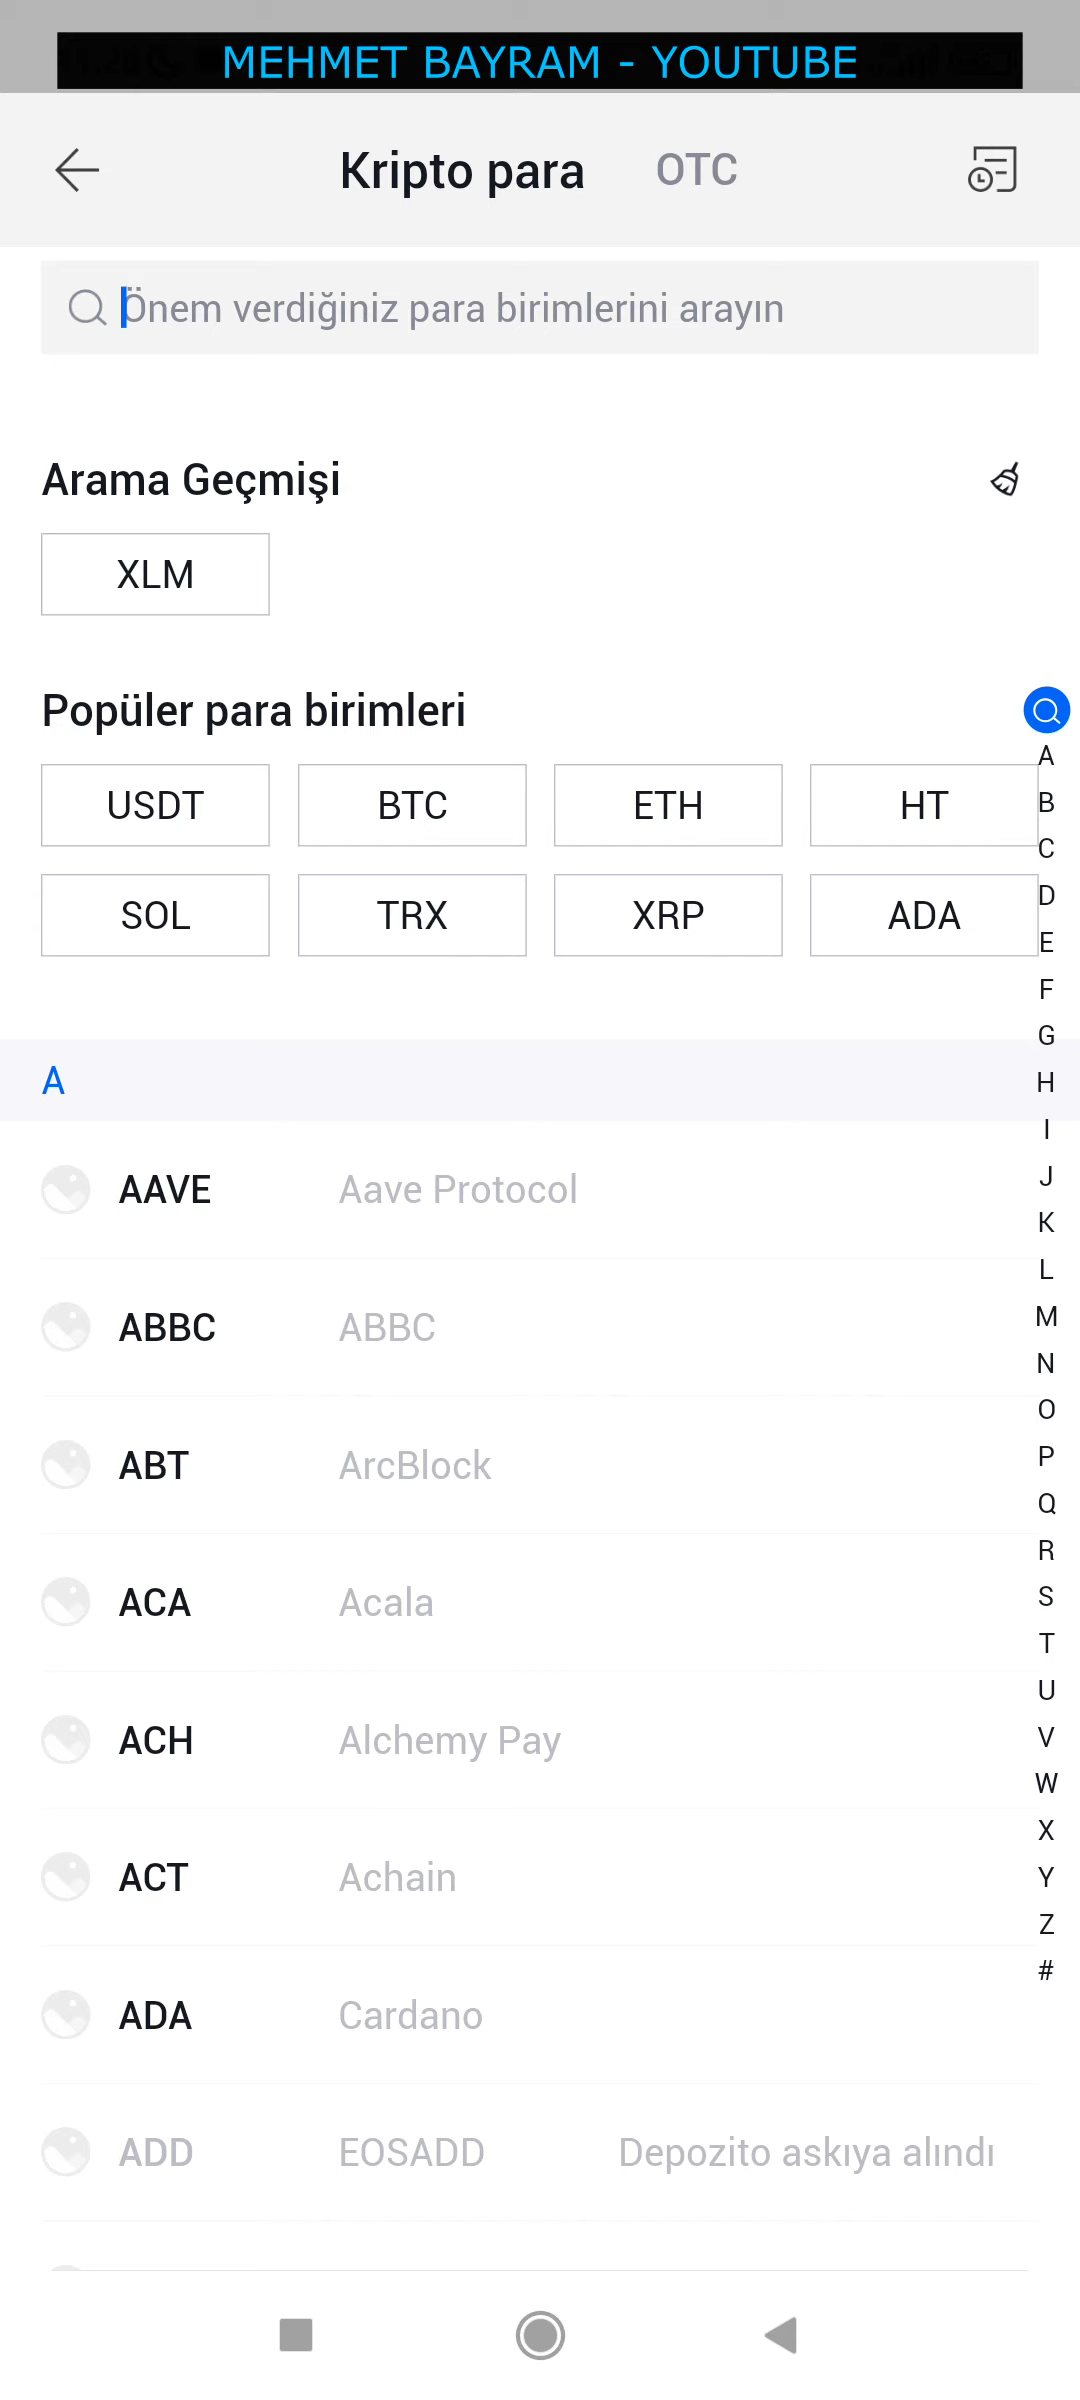 MEHMET BAYRAM - YOUTUBE
Kripto para OTC
Önem verdiğiniz para birimlerini arayın
Arama Geçmişi
XLM
Popüler para birimleri
USDT BTC ETH HT
SOL TRX XRP ADA
A
AAVE Aave Protocol
ABBC ABBC
ABT ArcBlock
ACA Acala
ACH Alchemy Pay
ACT Achain
ADA Cardano
ADD EOSADD Depozito askıya alındı
A
B
C
D
E
F
G
H
I
J
K
L
M
N
O
P
Q
R
S
T
U
V
W
X
Y
Z
#